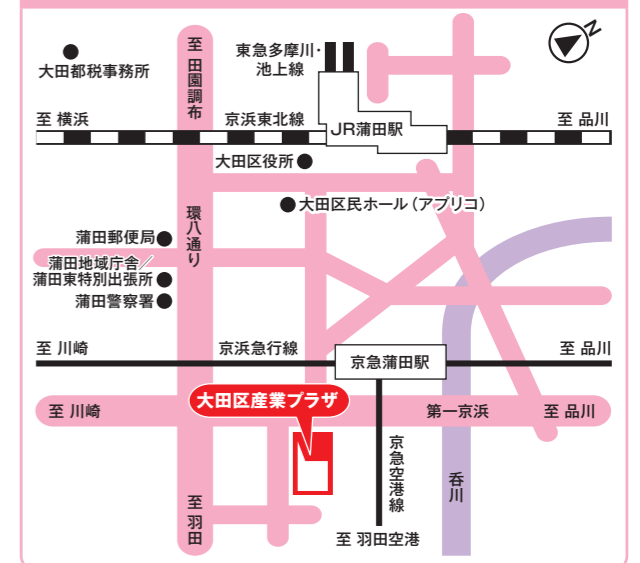 N
大田都税事務所
至 田園調布
東急多摩川・
池上線
至 横浜
京浜東北線
JR蒲田駅
至 品川
大田区役所
大田区民ホール（アプリコ）
環八通り
蒲田郵便局
蒲田地域庁舎／
蒲田東特別出張所
蒲田警察署
至 川崎
京浜急行線
京急蒲田駅
至 品川
大田区産業プラザ
至 川崎
第一京浜
至 品川
京急空港線
呑川
至 羽田
至 羽田空港